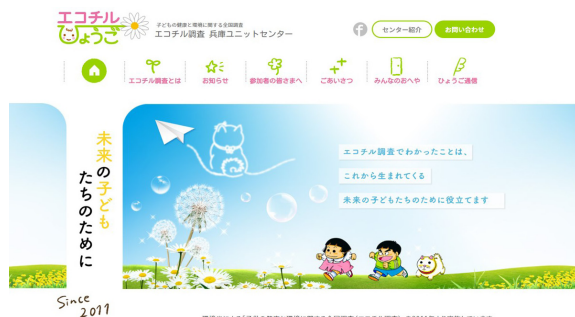 エコチル
ひょうご
子どもの健康と環境に関する全国調査
エコチル調査 兵庫ユニットセンター
f
センター紹介
お問い合わせ
エコチル調査とは
お知らせ
参加者の皆さまへ
ごあいさつ
みんなのおへや
ひょうご通信
未来の子ども
たちのために
エコチル調査でわかったことは、
これから生まれてくる
未来の子どもたちのために役立てます
Since
2011